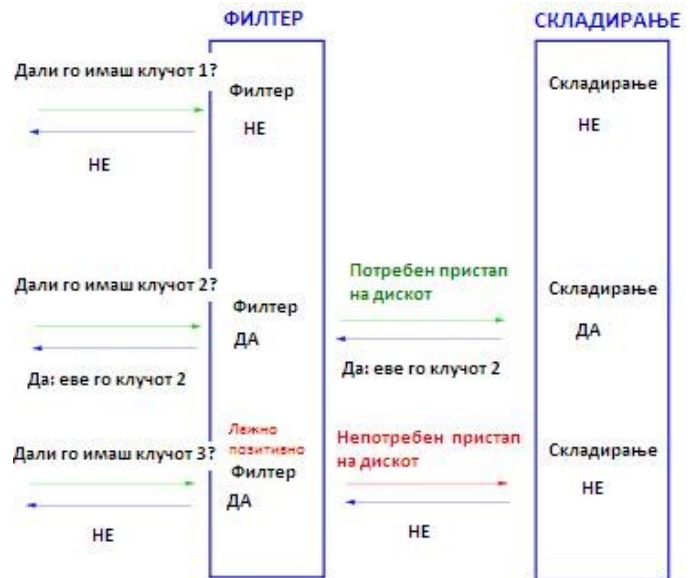 ФИЛТЕР
СКЛАДИРАЊЕ
Дали го имаш клучот 1?
Филтер
Складирање
НЕ
НЕ
НЕ
Дали го имаш клучот 2?
Потребен пристап
на дискот
Филтер
Складирање
ДА
ДА
Да: еве го клучот 2
Да: еве го клучот 2
Лажно
позитивно
Дали го имаш клучот 3?
Непотребен пристап
на дискот
Филтер
Складирање
ДА
НЕ
НЕ
НЕ